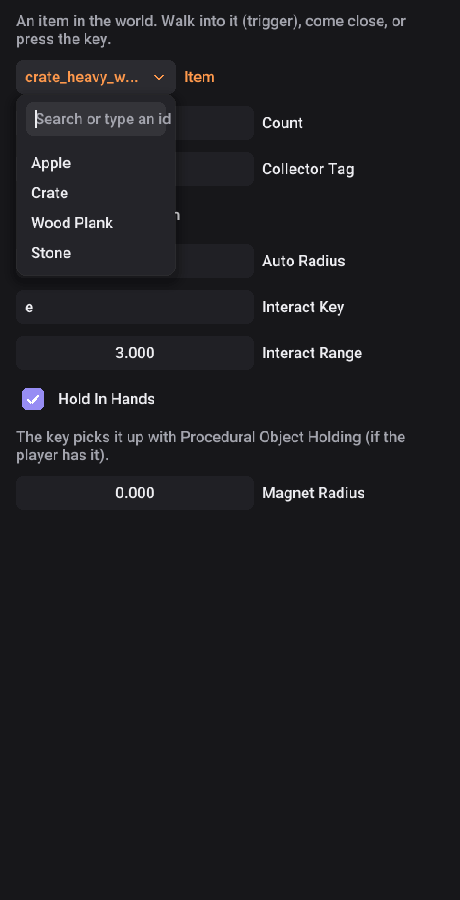 An item in the world. Walk into it (trigger), come close, or
press the key.
crate_heavy_w... Item
Search or type an id
Count
Apple
Collector Tag
Crate
Wood Plank
Stone
Auto Radius
e Interact Key
3.000 Interact Range
Hold In Hands
The key picks it up with Procedural Object Holding (if the
player has it).
0.000 Magnet Radius